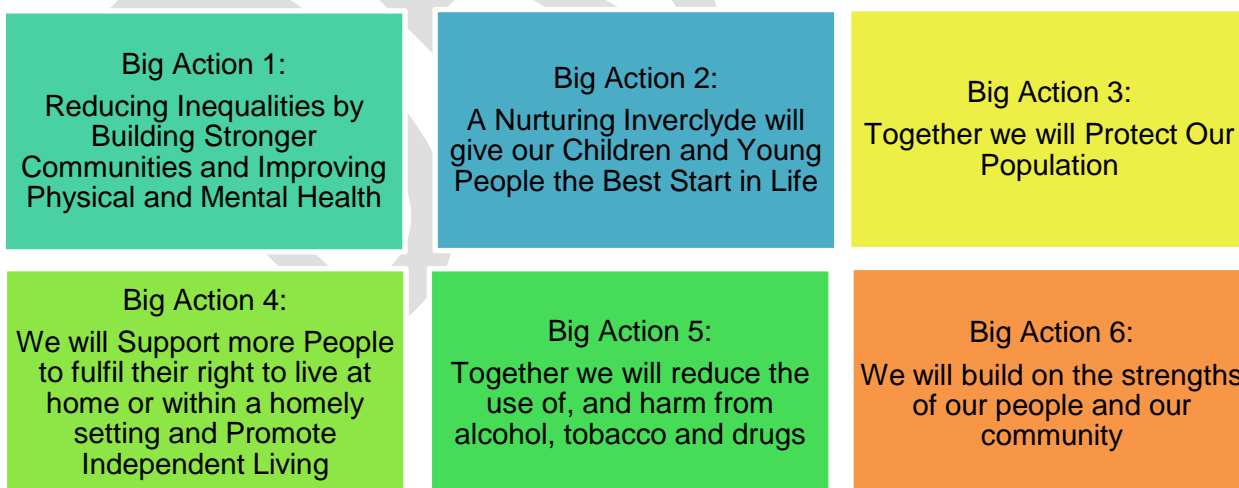 Big Action 1:
Reducing Inequalities by
Building Stronger
Communities and Improving
Physical and Mental Health
Big Action 2:
A Nurturing Inverclyde will
give our Children and Young
People the Best Start in Life
Big Action 3:
Together we will Protect Our
Population
Big Action 4:
We will Support more People
to fulfil their right to live at
home or within a homely
setting and Promote
Independent Living
Big Action 5:
Together we will reduce the
use of, and harm from
alcohol, tobacco and drugs
Big Action 6:
We will build on the strengths
of our people and our
community